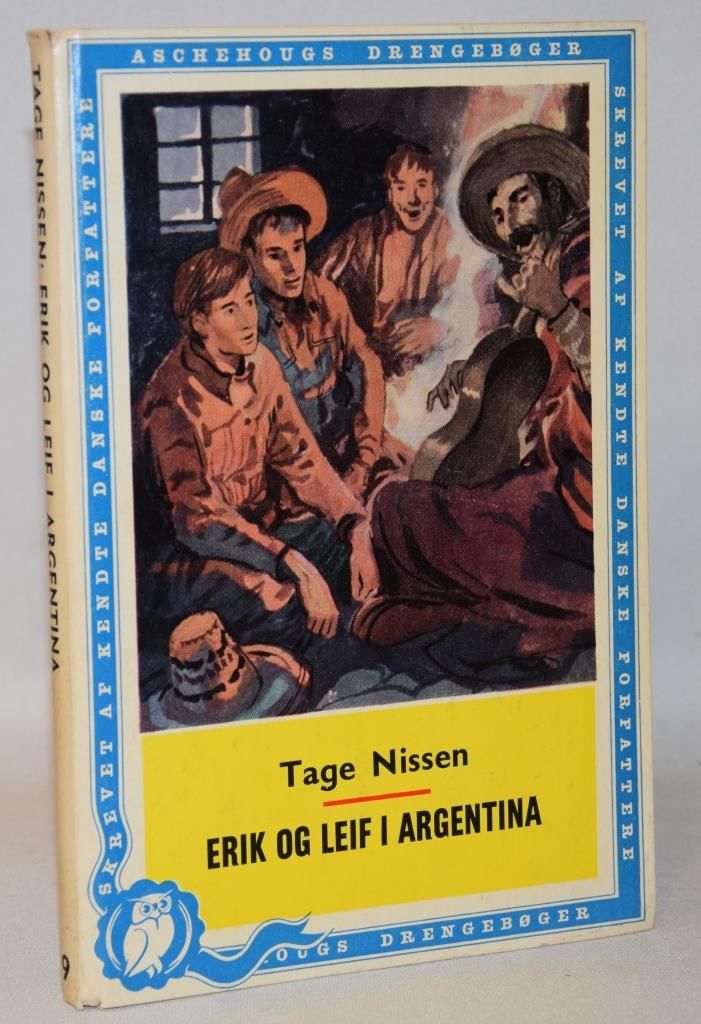 ASCHEHOUGS DRENGEBØGER
SKREVET AF KENDTE DANSKE FORFATTERE
SKREVET AF KENDTE DANSKE FORFATTERE
TAGE NISSEN: ERIK OG LEIF I ARGENTINA
Tage Nissen
ERIK OG LEIF I ARGENTINA
HOUGS DRENGEBØGER
9